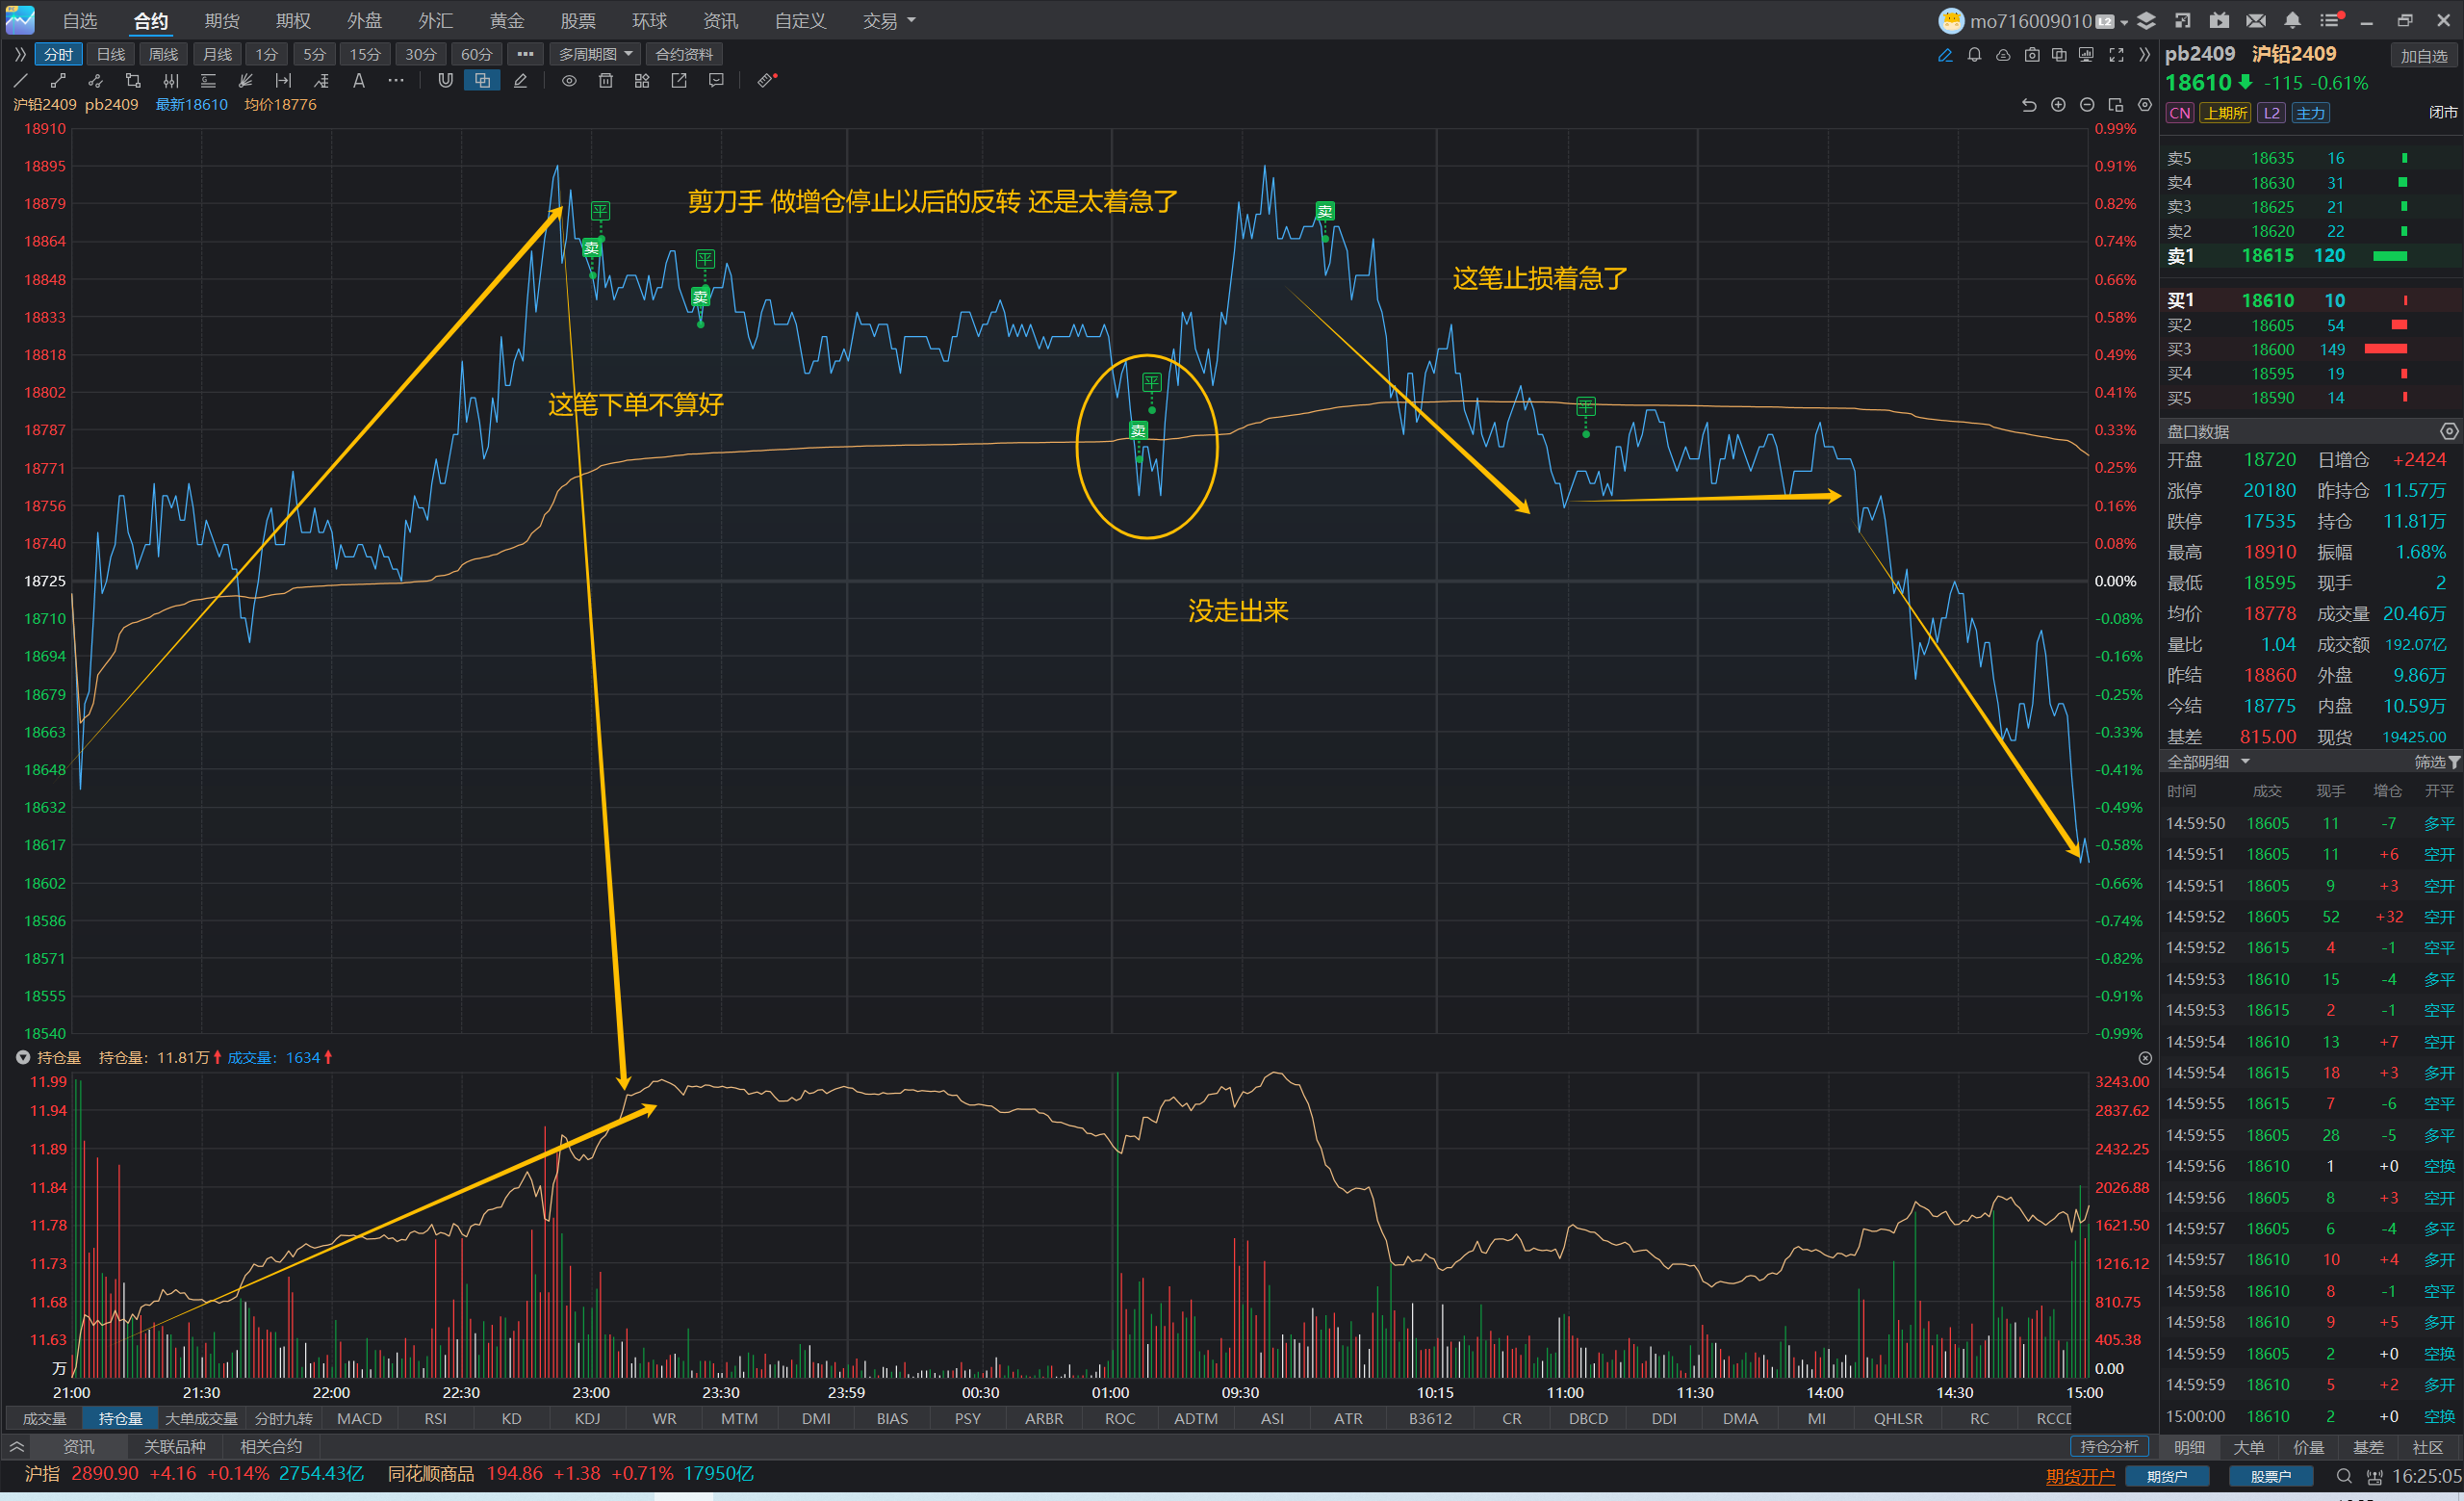 自选 合约 期货 期权 外盘 外汇 黄金 股票 环球 资讯 自定义 交易 mo716009010 L2
分时 日线 周线 月线 1分 5分 15分 30分 60分 ••• 多周期图 合约资料
沪铅2409 pb2409 最新18610 均价18776
18910 0.99%
18895 0.91%
18879 0.82%
18864 0.74%
18848 0.66%
18833 0.58%
18818 0.49%
18802 0.41%
18787 0.33%
18771 0.25%
18756 0.16%
18740 0.08%
18725 0.00%
18710 -0.08%
18694 -0.16%
18679 -0.25%
18663 -0.33%
18648 -0.41%
18632 -0.49%
18617 -0.58%
18602 -0.66%
18586 -0.74%
18571 -0.82%
18555 -0.91%
18540 -0.99%
剪刀手 做增仓停止以后的反转 还是太着急了
平
卖
平
卖
卖
这笔止损着急了
这笔下单不算好
平
卖
平
没走出来
持仓量 持仓量：11.81万 成交量：1634
11.99 3243.00
11.94 2837.62
11.89 2432.25
11.84 2026.88
11.78 1621.50
11.73 1216.12
11.68 810.75
11.63 405.38
万 0.00
21:00 21:30 22:00 22:30 23:00 23:30 23:59 00:30 01:00 09:30 10:15 11:00 11:30 14:00 14:30 15:00
成交量 持仓量 大单成交量 分时九转 MACD RSI KD KDJ WR MTM DMI BIAS PSY ARBR ROC ADTM ASI ATR B3612 CR DBCD DDI DMA MI QHLSR RC RCCD
资讯 关联品种 相关合约 持仓分析
沪指 2890.90 +4.16 +0.14% 2754.43亿 同花顺商品 194.86 +1.38 +0.71% 17950亿 期货开户 期货户 股票户 16:25:05
pb2409 沪铅2409 加自选
18610 -115 -0.61%
CN 上期所 L2 主力 闭市
卖5 18635 16
卖4 18630 31
卖3 18625 21
卖2 18620 22
卖1 18615 120
买1 18610 10
买2 18605 54
买3 18600 149
买4 18595 19
买5 18590 14
盘口数据
开盘 18720 日增仓 +2424
涨停 20180 昨持仓 11.57万
跌停 17535 持仓 11.81万
最高 18910 振幅 1.68%
最低 18595 现手 2
均价 18778 成交量 20.46万
量比 1.04 成交额 192.07亿
昨结 18860 外盘 9.86万
今结 18775 内盘 10.59万
基差 815.00 现货 19425.00
全部明细 筛选
时间 成交 现手 增仓 开平
14:59:50 18605 11 -7 多平
14:59:51 18605 11 +6 空开
14:59:51 18605 9 +3 空开
14:59:52 18605 52 +32 空开
14:59:52 18615 4 -1 空平
14:59:53 18610 15 -4 多平
14:59:53 18615 2 -1 空平
14:59:54 18610 13 +7 空开
14:59:54 18615 18 +3 多开
14:59:55 18615 7 -6 空平
14:59:55 18605 28 -5 多平
14:59:56 18610 1 +0 空换
14:59:56 18605 8 +3 空开
14:59:57 18605 6 -4 多平
14:59:57 18610 10 +4 多开
14:59:58 18610 8 -1 空平
14:59:58 18610 9 +5 多开
14:59:59 18605 2 +0 空换
14:59:59 18610 5 +2 多开
15:00:00 18610 2 +0 空换
明细 大单 价量 基差 社区